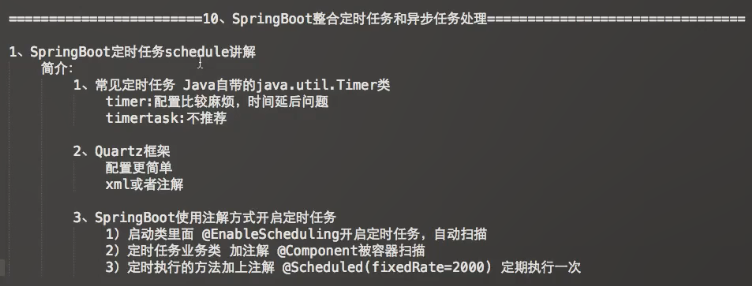 ========================10、SpringBoot整合定时任务和异步任务处理================================
1、SpringBoot定时任务schedule讲解
简介：
1、常见定时任务 Java自带的java.util.Timer类
timer:配置比较麻烦，时间延后问题
timertask:不推荐
2、Quartz框架
配置更简单
xml或者注解
3、SpringBoot使用注解方式开启定时任务
1）启动类里面 @EnableScheduling开启定时任务，自动扫描
2）定时任务业务类 加注解 @Component被容器扫描
3）定时执行的方法加上注解 @Scheduled(fixedRate=2000) 定期执行一次